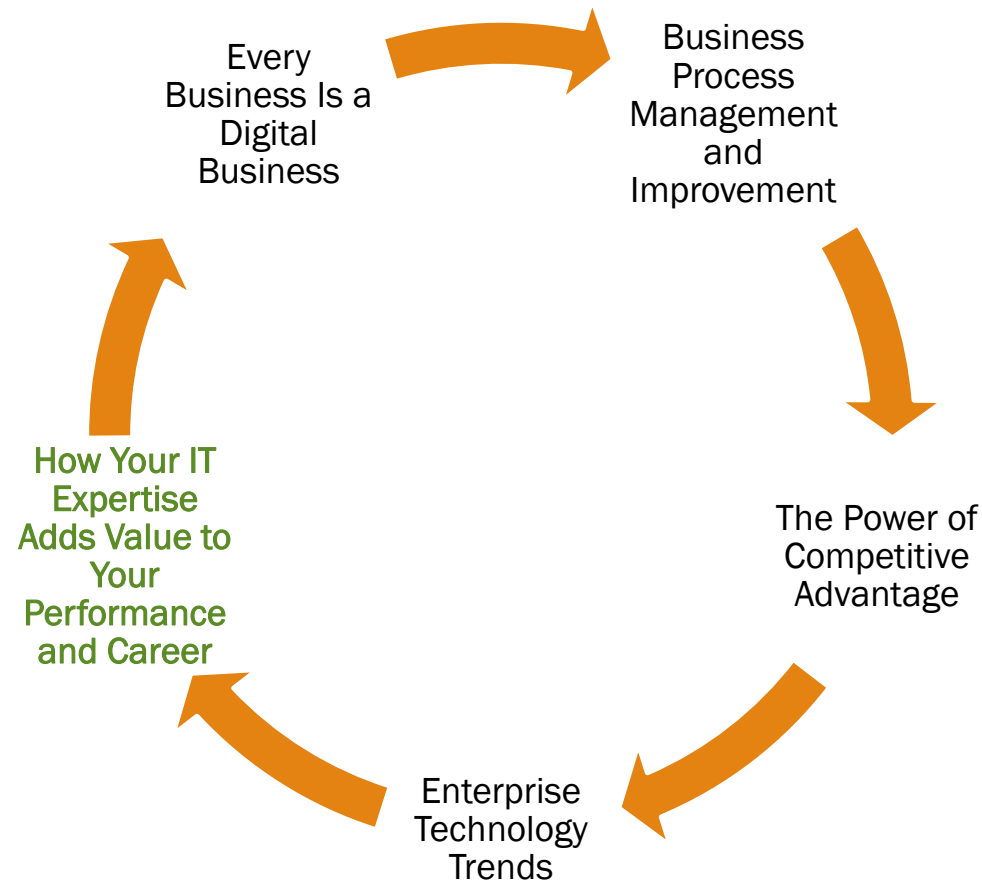 Every
Business Is a
Digital
Business
Business
Process
Management
and
Improvement
The Power of
Competitive
Advantage
Enterprise
Technology
Trends
How Your IT
Expertise
Adds Value to
Your
Performance
and Career